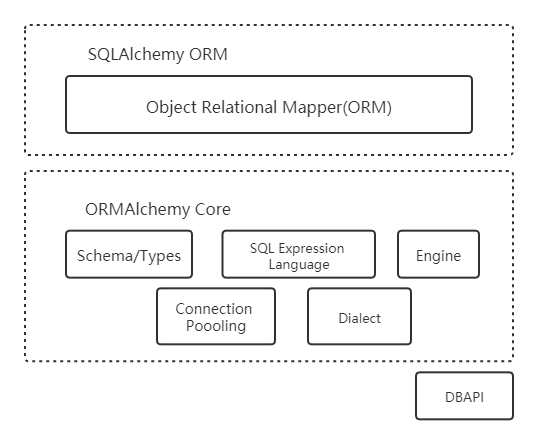 SQLAlchemy ORM
Object Relational Mapper(ORM)
ORMAlchemy Core
Schema/Types
SQL Expression
Language
Engine
Connection
Poooling
Dialect
DBAPI